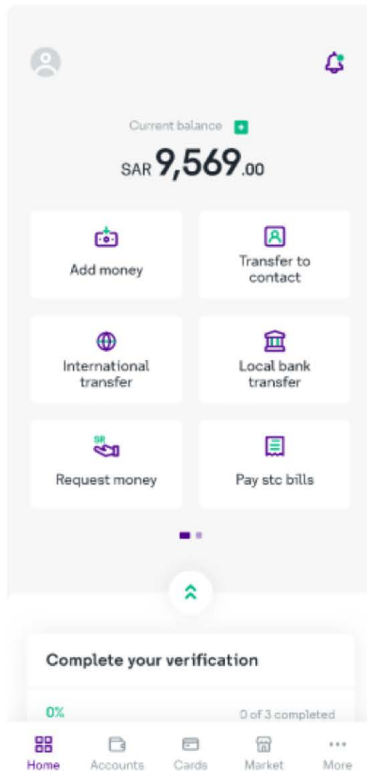 Current balance
SAR 9,569.00
Add money
Transfer to
contact
International
transfer
Local bank
transfer
SR
Request money
Pay stc bills
Complete your verification
0%
0 of 3 completed
Home
Accounts
Cards
Market
More